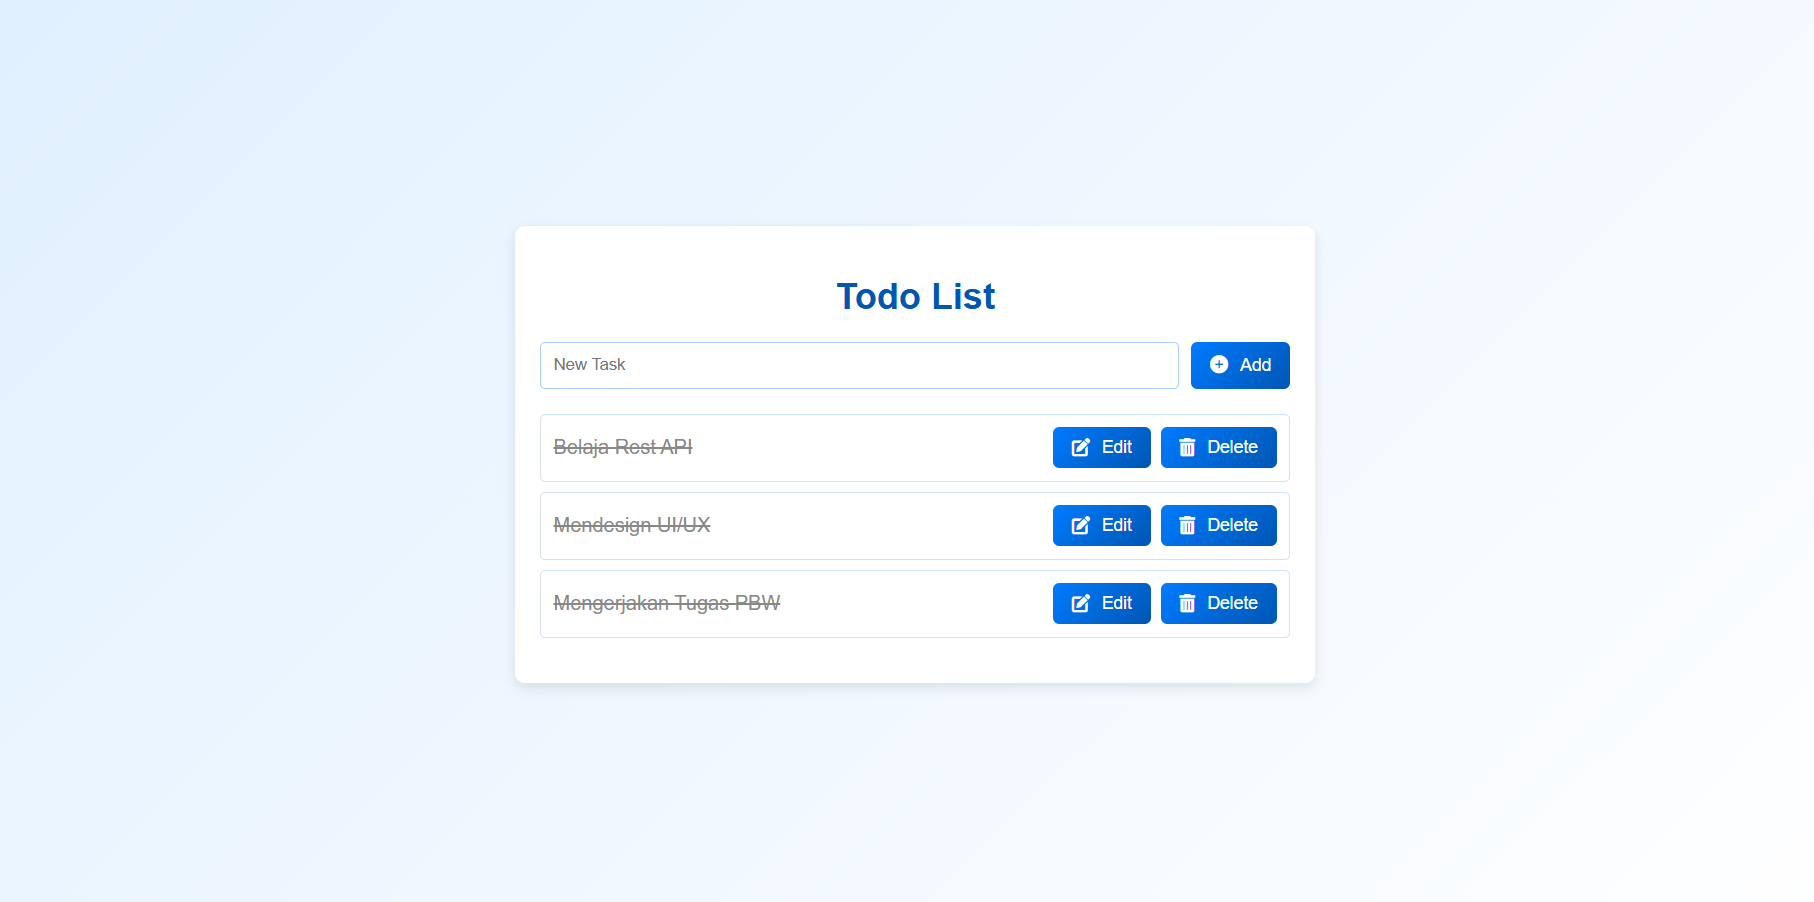 Todo List
New Task
Add
Belaja Rest API
Edit
Delete
Mendesign UI/UX
Edit
Delete
Mengerjakan Tugas PBW
Edit
Delete